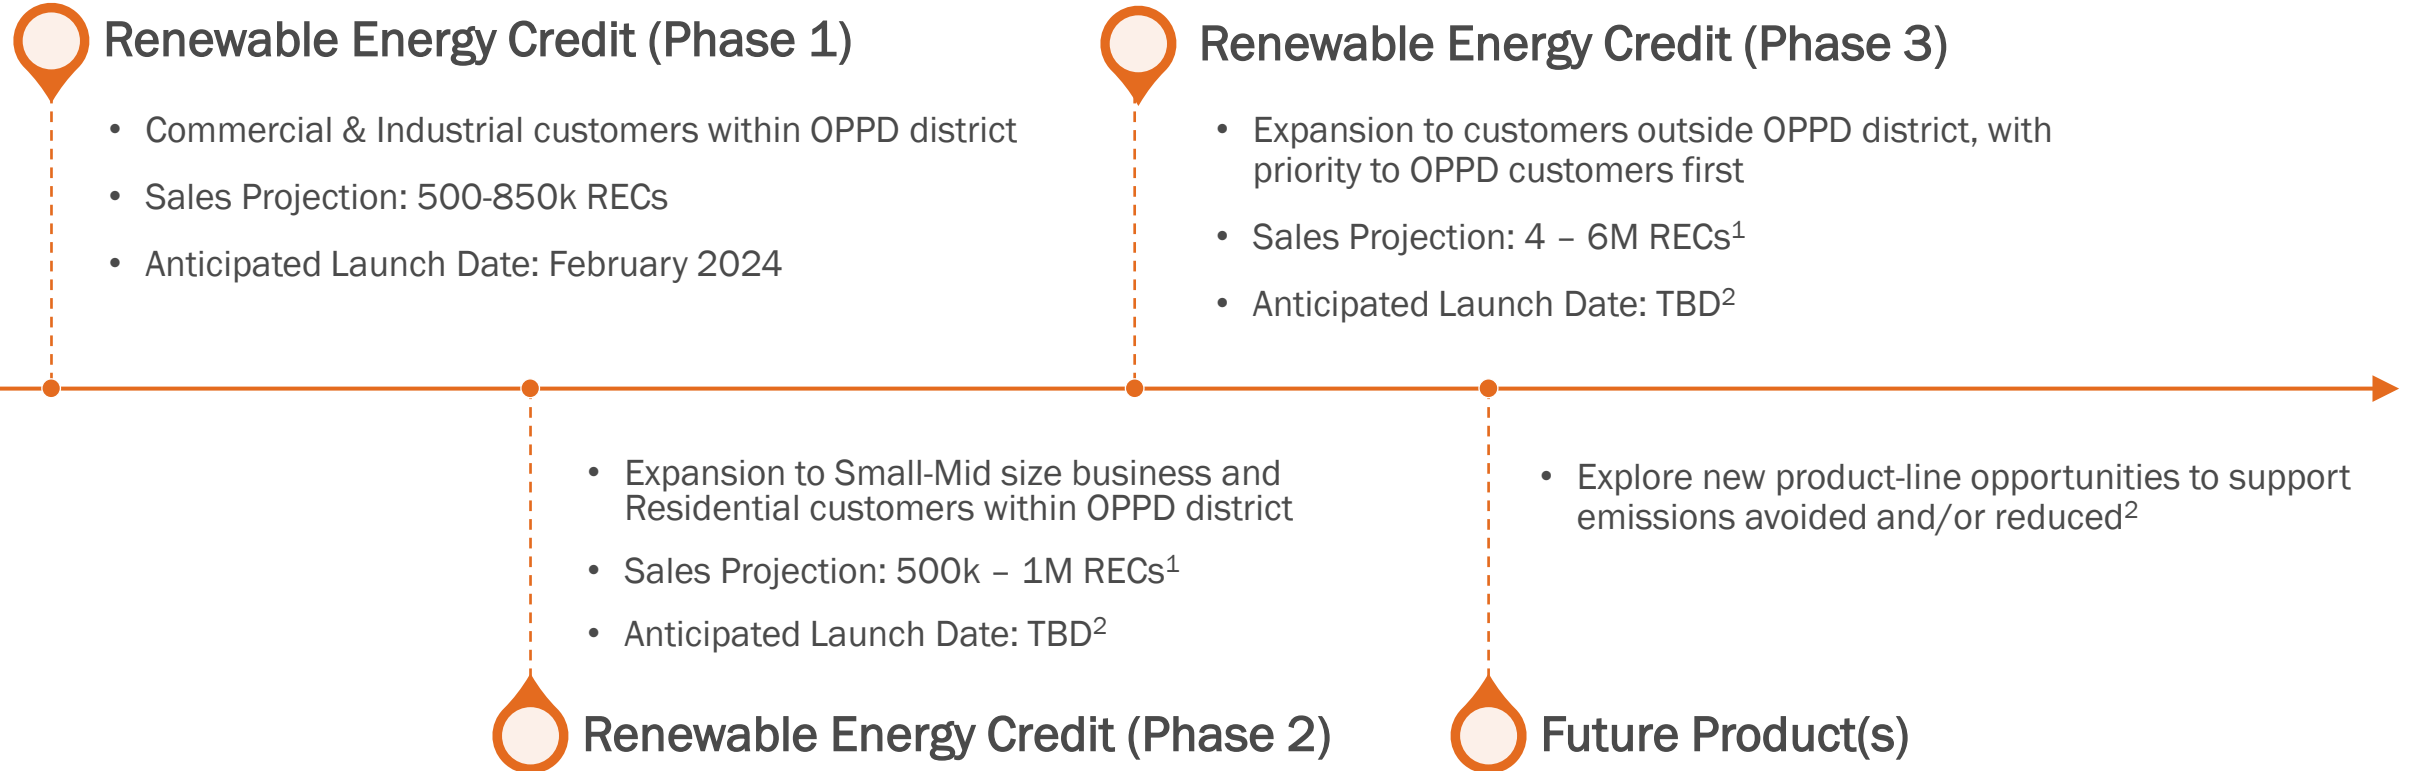 Renewable Energy Credit (Phase 1)
• Commercial & Industrial customers within OPPD district
• Sales Projection: 500-850k RECs
• Anticipated Launch Date: February 2024
Renewable Energy Credit (Phase 3)
• Expansion to customers outside OPPD district, with
priority to OPPD customers first
• Sales Projection: 4 – 6M RECs¹
• Anticipated Launch Date: TBD²
• Expansion to Small-Mid size business and
Residential customers within OPPD district
• Sales Projection: 500k – 1M RECs¹
• Anticipated Launch Date: TBD²
Renewable Energy Credit (Phase 2)
• Explore new product-line opportunities to support
emissions avoided and/or reduced²
Future Product(s)